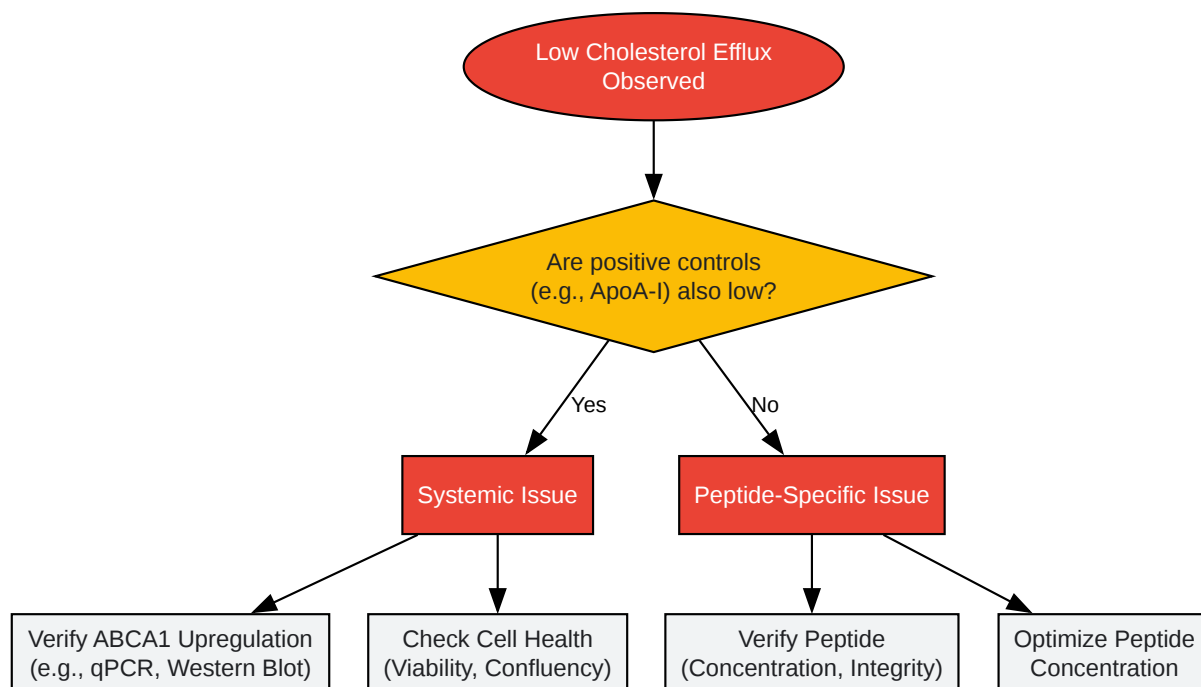 Low Cholesterol Efflux
Observed
Are positive controls
(e.g., ApoA-I) also low?
Yes
No
Systemic Issue
Peptide-Specific Issue
Verify ABCA1 Upregulation
(e.g., qPCR, Western Blot)
Check Cell Health
(Viability, Confluency)
Verify Peptide
(Concentration, Integrity)
Optimize Peptide
Concentration